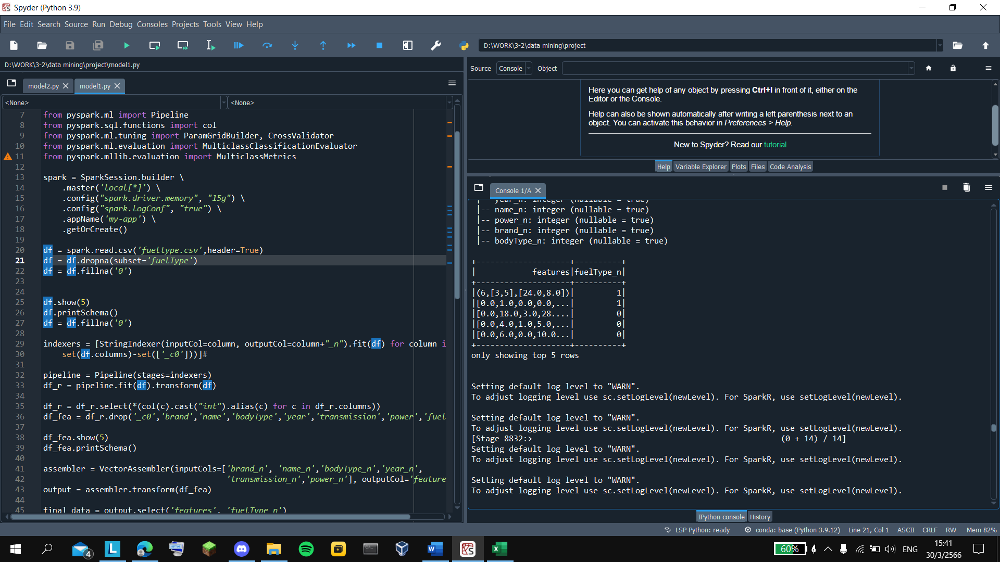 Spyder (Python 3.9)
File Edit Search Source Run Debug Consoles Projects Tools View Help
D:\WORK\3-2\data mining\project
D:\WORK\3-2\data mining\project\model1.py
model2.py
model1.py
<None>
<None>
7 from pyspark.ml import Pipeline
8 from pyspark.sql.functions import col
9 from pyspark.ml.tuning import ParamGridBuilder, CrossValidator
10 from pyspark.ml.evaluation import MulticlassClassificationEvaluator
11 from pyspark.mllib.evaluation import MulticlassMetrics
12
13 spark = SparkSession.builder \
14 .master('local[*]') \
15 .config("spark.driver.memory", "15g") \
16 .config("spark.logConf", "true") \
17 .appName('my-app') \
18 .getOrCreate()
19
20 df = spark.read.csv('fueltype.csv',header=True)
21 df = df.dropna(subset='fuelType')
22 df = df.fillna('0')
23
24
25 df.show(5)
26 df.printSchema()
27 df = df.fillna('0')
28
29 indexers = [StringIndexer(inputCol=column, outputCol=column+"_n").fit(df) for column i
30 set(df.columns)-set(['_c0']))]#
31
32 pipeline = Pipeline(stages=indexers)
33 df_r = pipeline.fit(df).transform(df)
34
35 df_r = df_r.select(*(col(c).cast("int").alias(c) for c in df_r.columns))
36 df_fea = df_r.drop('_c0','brand','name','bodyType','year','transmission','power','fuel
37
38 df_fea.show(5)
39 df_fea.printSchema()
40
41 assembler = VectorAssembler(inputCols=['brand_n', 'name_n','bodyType_n','year_n',
42 'transmission_n','power_n'], outputCol='feature
43 output = assembler.transform(df_fea)
44
45 final_data = output.select('features', 'fuelType_n')
Source Console Object
Here you can get help of any object by pressing Ctrl+I in front of it, either on the
Editor or the Console.
Help can also be shown automatically after writing a left parenthesis next to an
object. You can activate this behavior in Preferences > Help.
New to Spyder? Read our tutorial
Help Variable Explorer Plots Files Code Analysis
Console 1/A
|-- year_n: integer (nullable = true)
|-- name_n: integer (nullable = true)
|-- power_n: integer (nullable = true)
|-- brand_n: integer (nullable = true)
|-- bodyType_n: integer (nullable = true)
+--------------------+----------+
|            features|fuelType_n|
+--------------------+----------+
|(6,[3,5],[24.0,8.0])|         1|
|[0.0,1.0,0.0,0.0,...|         1|
|[0.0,18.0,3.0,28....|         0|
|[0.0,4.0,1.0,5.0,...|         0|
|[0.0,6.0,0.0,10.0...|         0|
+--------------------+----------+
only showing top 5 rows
Setting default log level to "WARN".
To adjust logging level use sc.setLogLevel(newLevel). For SparkR, use setLogLevel(newLevel).
Setting default log level to "WARN".
To adjust logging level use sc.setLogLevel(newLevel). For SparkR, use setLogLevel(newLevel).
[Stage 8832:> (0 + 14) / 14]
Setting default log level to "WARN".
To adjust logging level use sc.setLogLevel(newLevel). For SparkR, use setLogLevel(newLevel).
Setting default log level to "WARN".
To adjust logging level use sc.setLogLevel(newLevel). For SparkR, use setLogLevel(newLevel).
IPython console History
LSP Python: ready conda: base (Python 3.9.12) Line 21, Col 1 ASCII CRLF RW Mem 82%
4
L
60%
ENG
15:41
30/3/2566